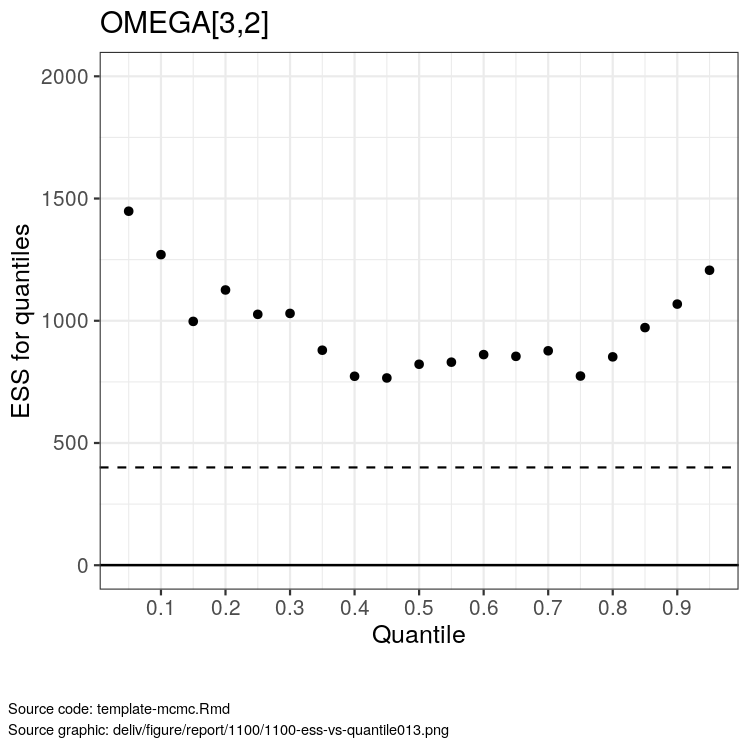 OMEGA[3,2]
ESS for quantiles
2000
1500
1000
500
0
0.1 0.2 0.3 0.4 0.5 0.6 0.7 0.8 0.9
Quantile
Source code: template-mcmc.Rmd
Source graphic: deliv/figure/report/1100/1100-ess-vs-quantile013.png